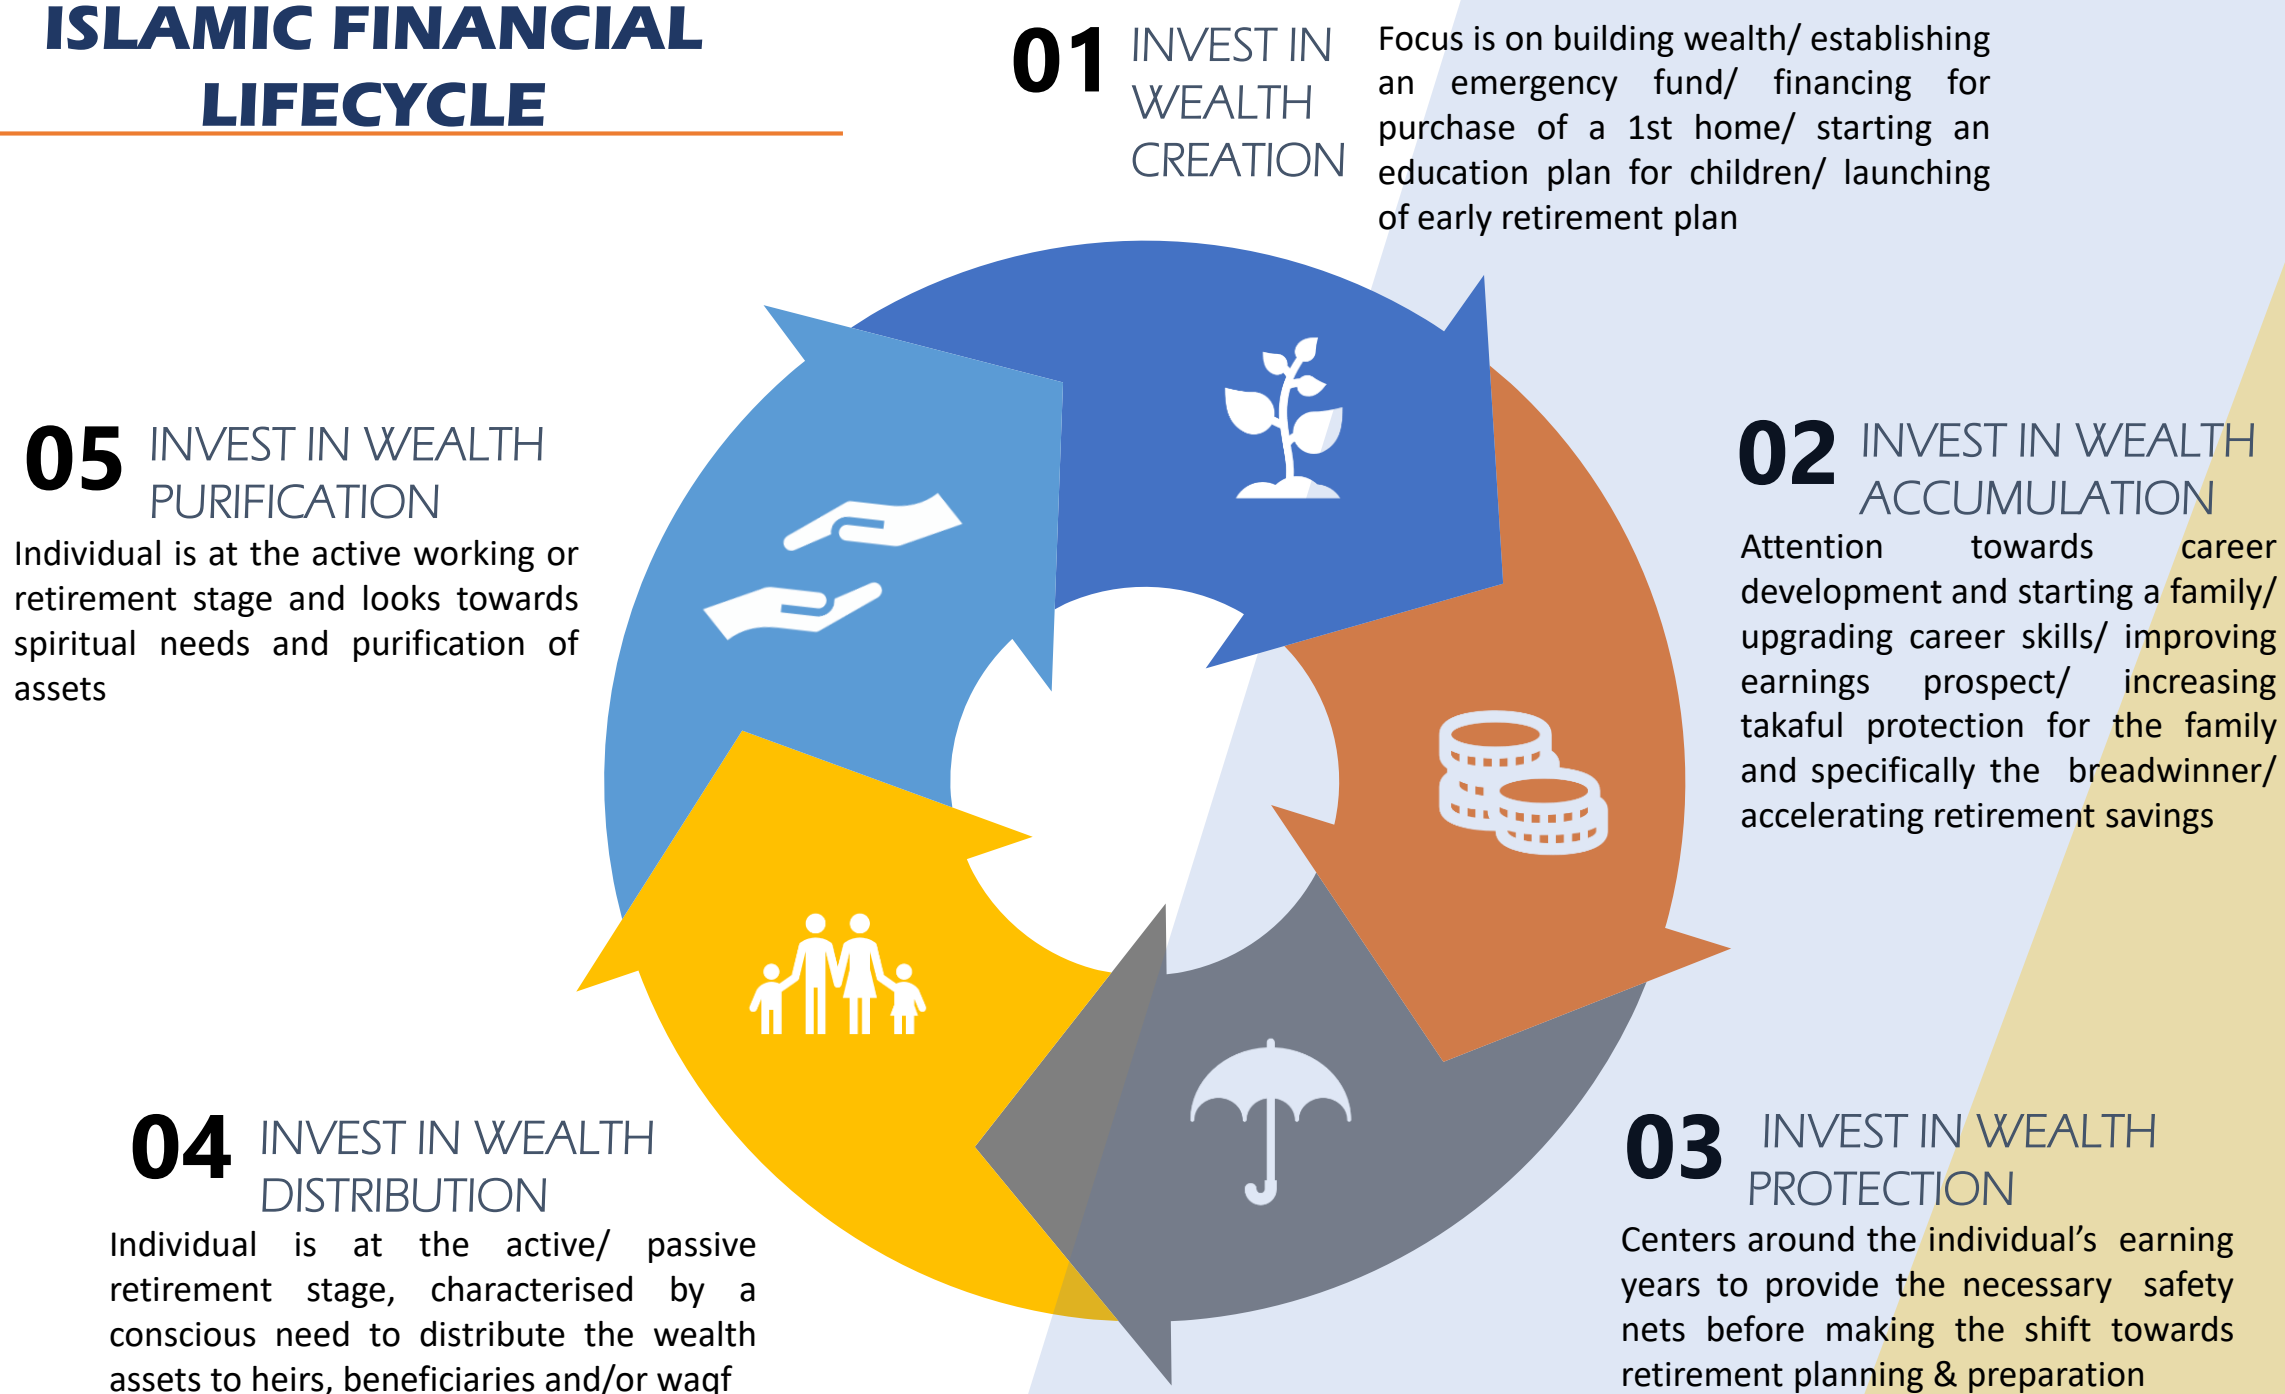 ISLAMIC FINANCIAL
LIFECYCLE
01
INVEST IN
WEALTH
CREATION
Focus is on building wealth/ establishing
an emergency fund/ financing for
purchase of a 1st home/ starting an
education plan for children/ launching
of early retirement plan
02
INVEST IN WEALTH
ACCUMULATION
Attention towards career
development and starting a family/
upgrading career skills/ improving
earnings prospect/ increasing
takaful protection for the family
and specifically the breadwinner/
accelerating retirement savings
03
INVEST IN WEALTH
PROTECTION
Centers around the individual’s earning
years to provide the necessary safety
nets before making the shift towards
retirement planning & preparation
04
INVEST IN WEALTH
DISTRIBUTION
Individual is at the active/ passive
retirement stage, characterised by a
conscious need to distribute the wealth
assets to heirs, beneficiaries and/or waqf
05
INVEST IN WEALTH
PURIFICATION
Individual is at the active working or
retirement stage and looks towards
spiritual needs and purification of
assets